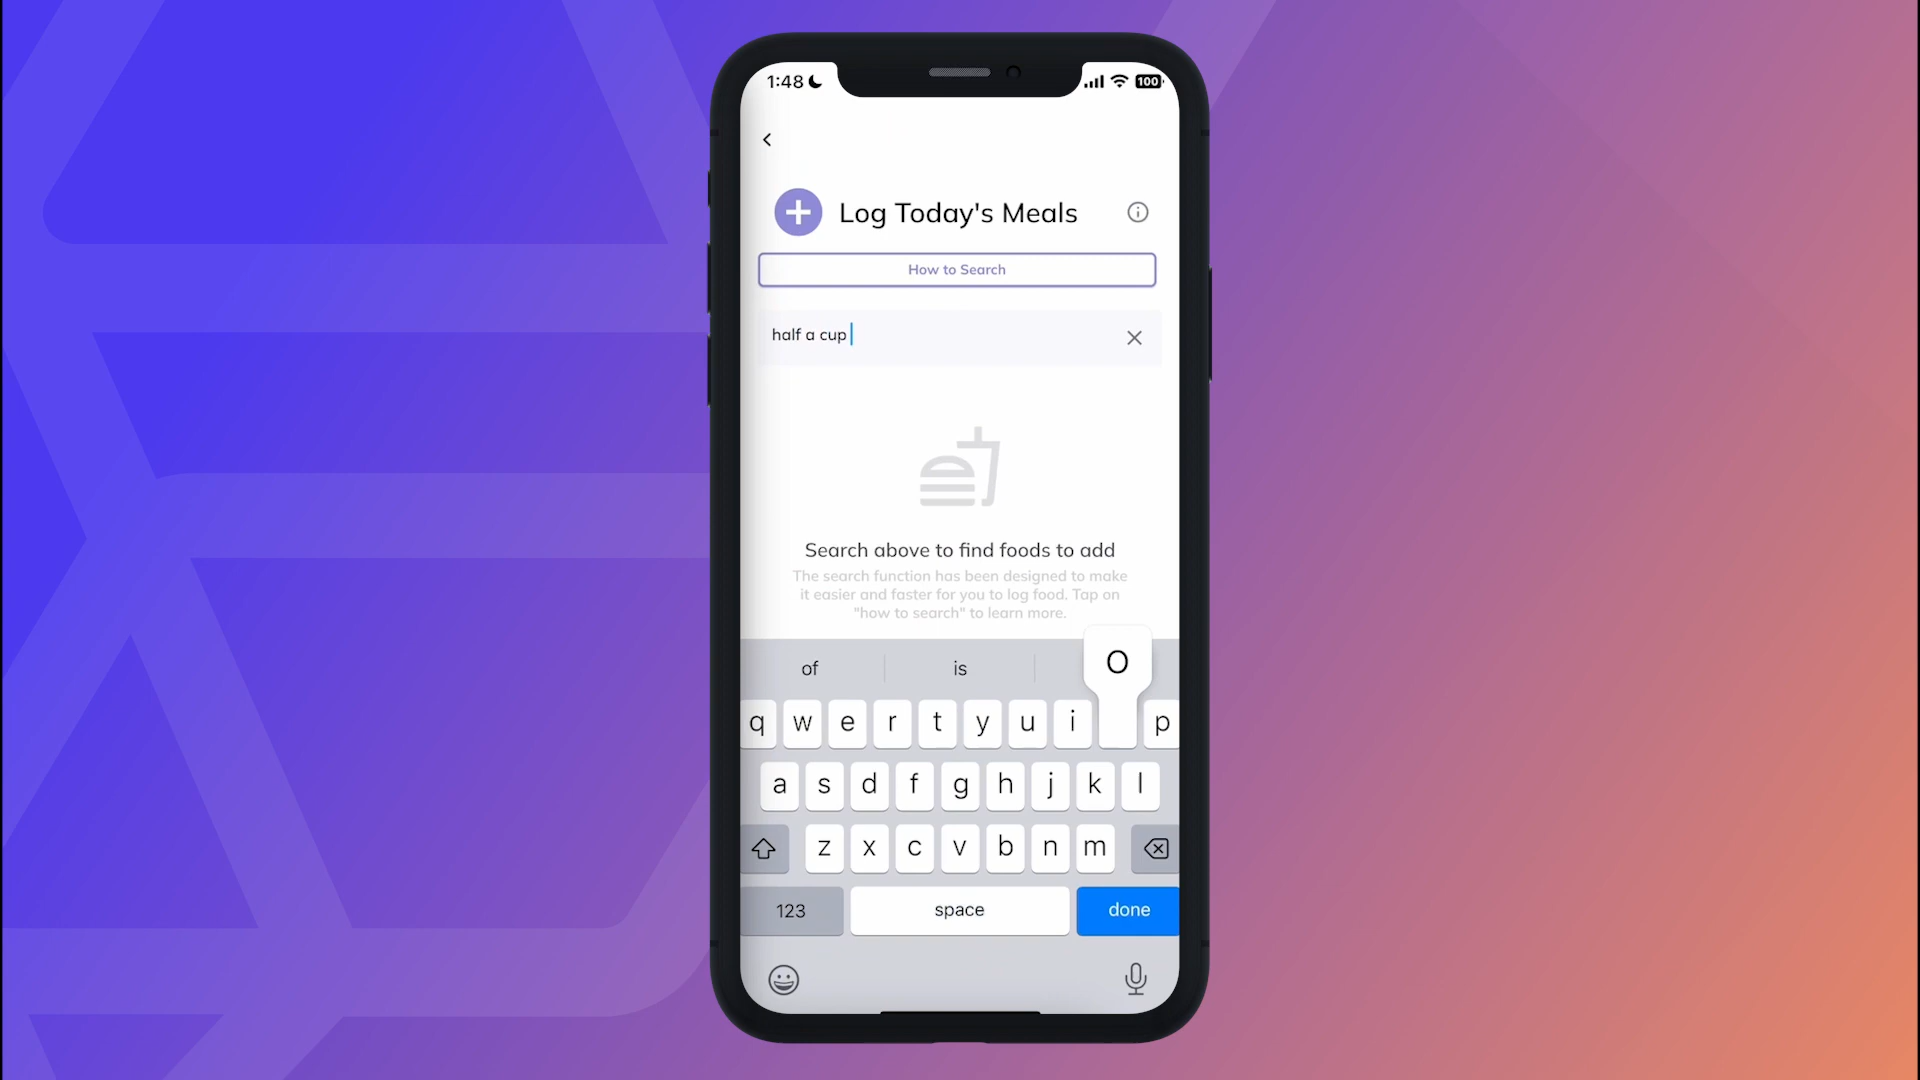 1:48
100
Log Today's Meals
How to Search
half a cup
Search above to find foods to add
The search function has been designed to make
it easier and faster for you to log food. Tap on
"how to search" to learn more.
of is
O
q w e r t y u i p
a s d f g h j k l
z x c v b n m
123 space done